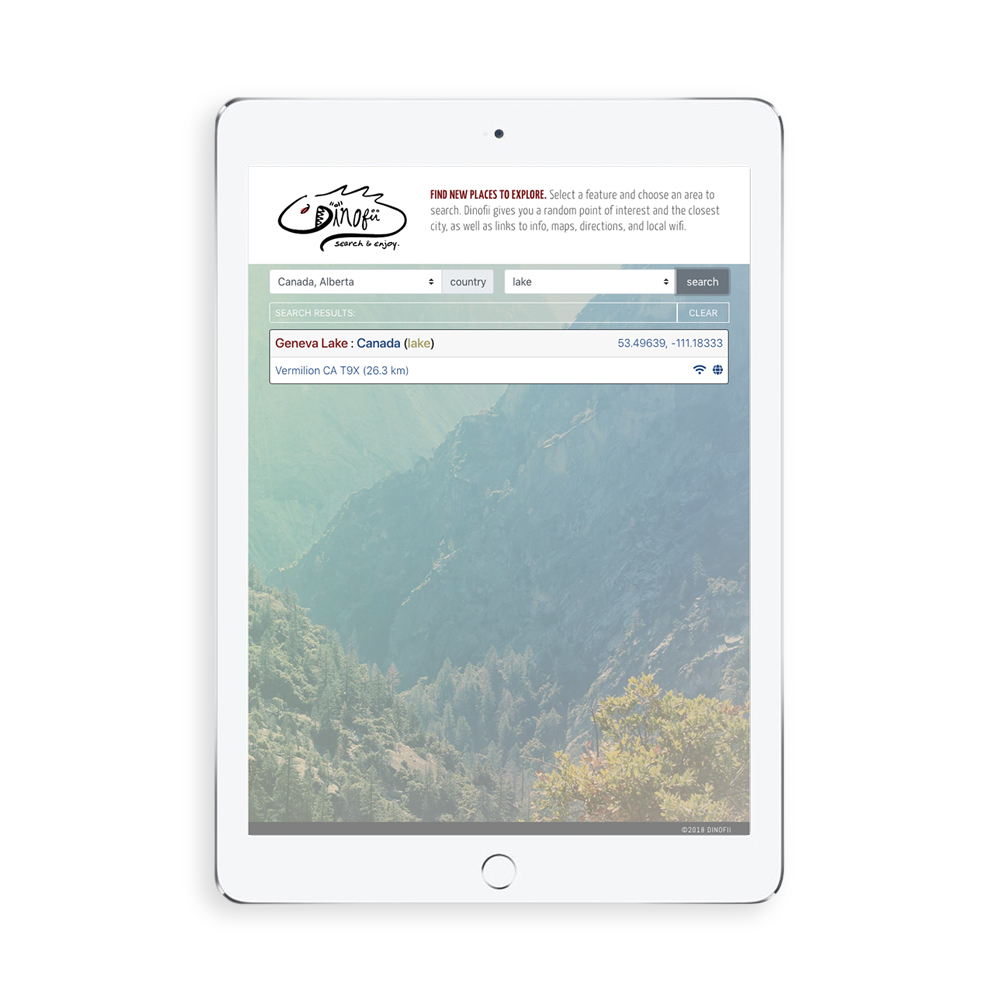 Dinofii
search & enjoy.
FIND NEW PLACES TO EXPLORE. Select a feature and choose an area to
search. Dinofii gives you a random point of interest and the closest
city, as well as links to info, maps, directions, and local wifi.
Canada, Alberta country lake search
SEARCH RESULTS: CLEAR
Geneva Lake : Canada (lake) 53.49639, -111.18333
Vermilion CA T9X (26.3 km)
©2018 DINOFII